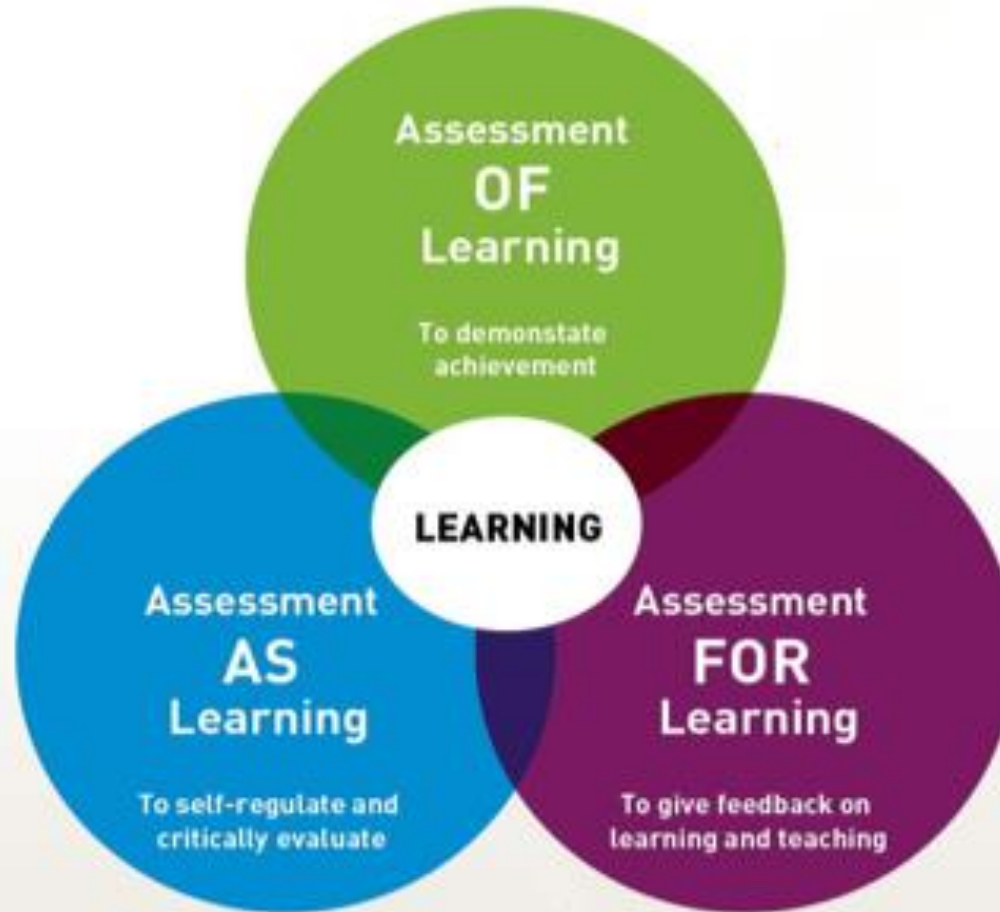 Assessment
OF
Learning
To demonstate
achievement
LEARNING
Assessment
AS
Learning
To self-regulate and
critically evaluate
Assessment
FOR
Learning
To give feedback on
learning and teaching